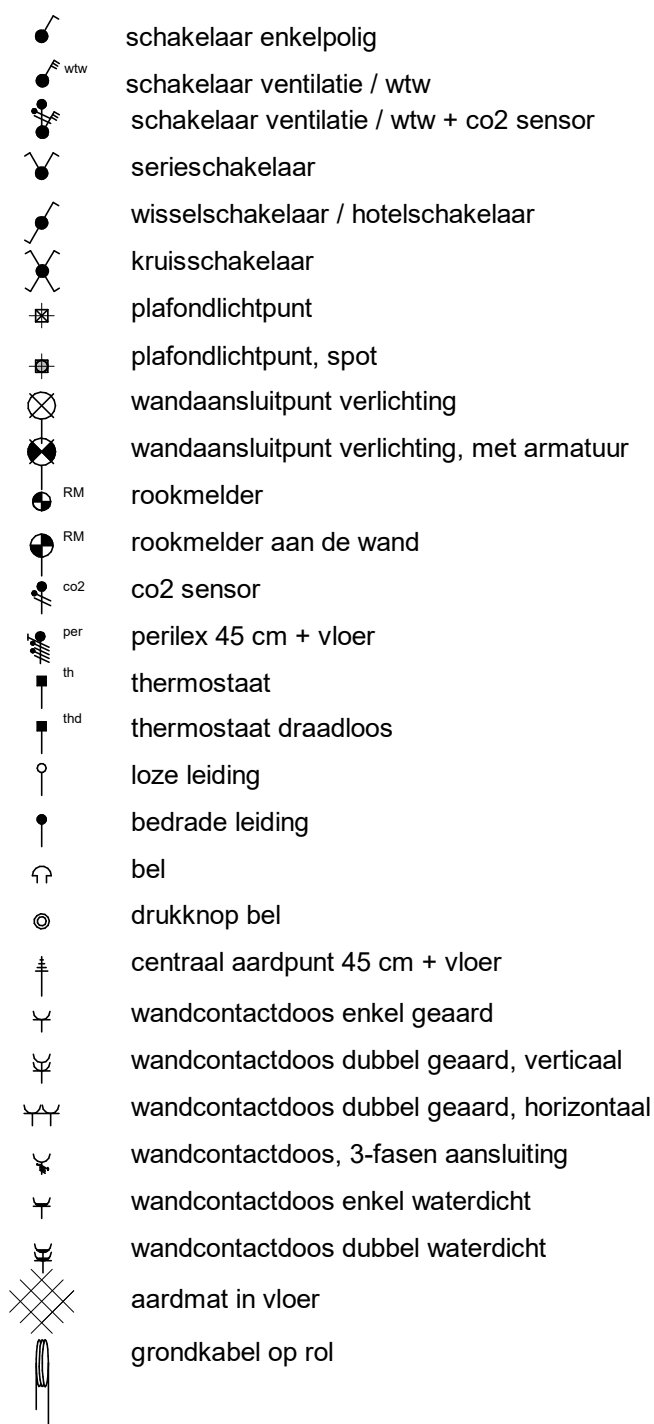 schakelaar enkelpolig
wtw
schakelaar ventilatie / wtw
schakelaar ventilatie / wtw + co2 sensor
serieschakelaar
wisselschakelaar / hotelschakelaar
kruisschakelaar
plafondlichtpunt
plafondlichtpunt, spot
wandaansluitpunt verlichting
wandaansluitpunt verlichting, met armatuur
RM rookmelder
RM rookmelder aan de wand
co2 co2 sensor
per perilex 45 cm + vloer
th thermostaat
thd thermostaat draadloos
loze leiding
bedrade leiding
bel
drukknop bel
centraal aardpunt 45 cm + vloer
wandcontactdoos enkel geaard
wandcontactdoos dubbel geaard, verticaal
wandcontactdoos dubbel geaard, horizontaal
wandcontactdoos, 3-fasen aansluiting
wandcontactdoos enkel waterdicht
wandcontactdoos dubbel waterdicht
aardmat in vloer
grondkabel op rol